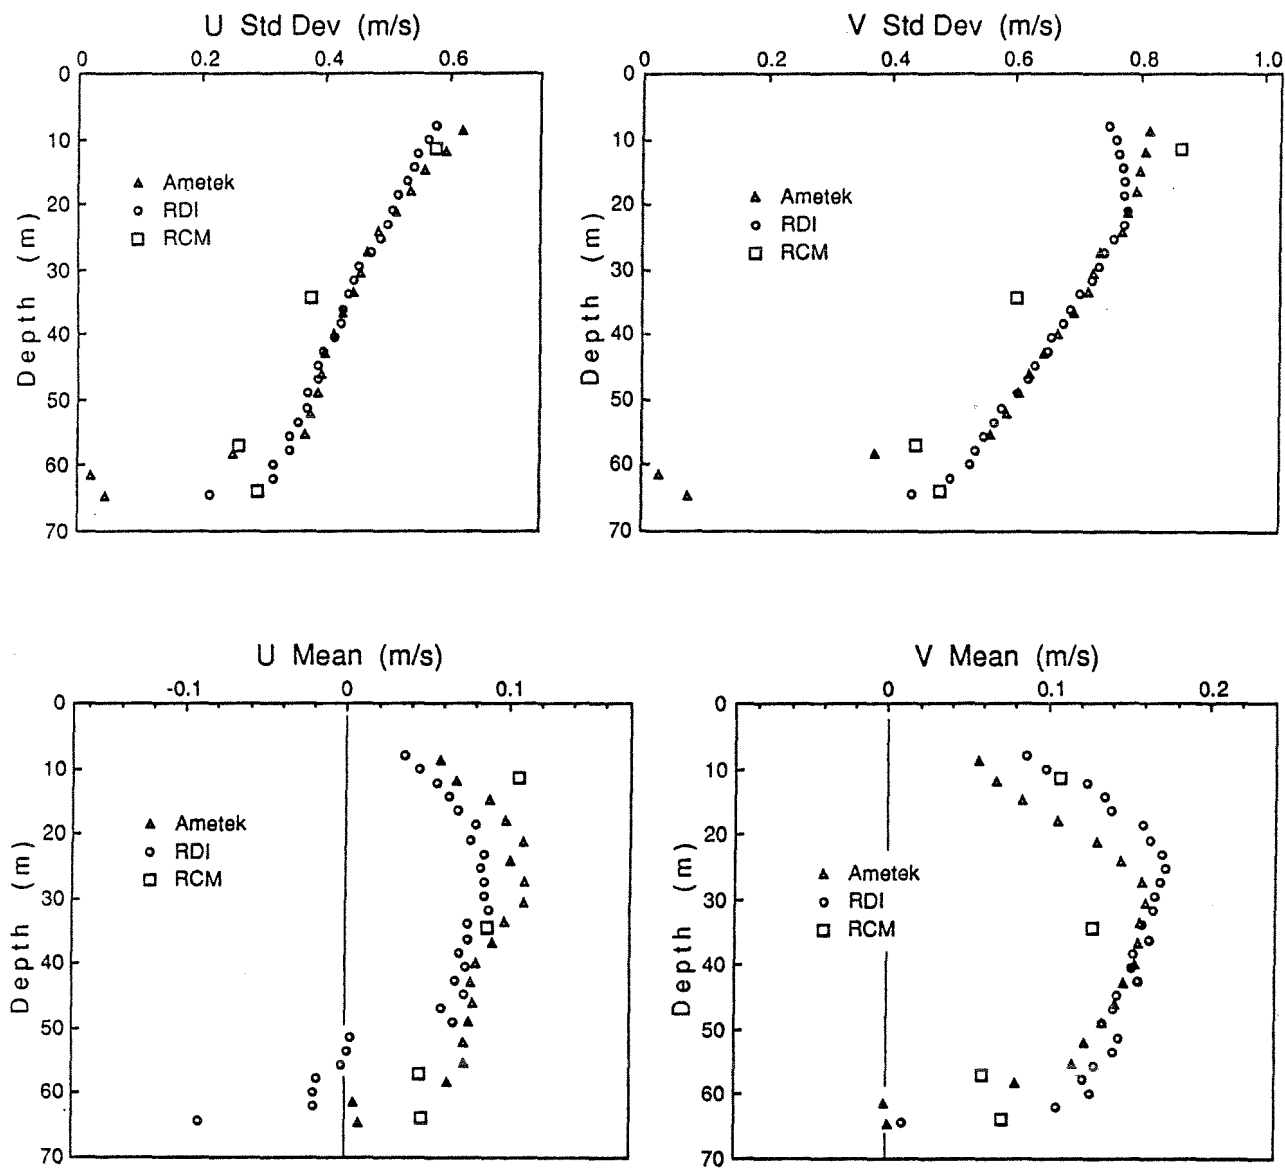 U Std Dev (m/s)
0 0.2 0.4 0.6
0
10
20
30
40
50
60
70
Depth (m)
Ametek
RDI
RCM
V Std Dev (m/s)
0 0.2 0.4 0.6 0.8 1.0
0
10
20
30
40
50
60
70
Depth (m)
Ametek
RDI
RCM
U Mean (m/s)
-0.1 0 0.1
0
10
20
30
40
50
60
70
Depth (m)
Ametek
RDI
RCM
V Mean (m/s)
0 0.1 0.2
0
10
20
30
40
50
60
70
Depth (m)
Ametek
RDI
RCM